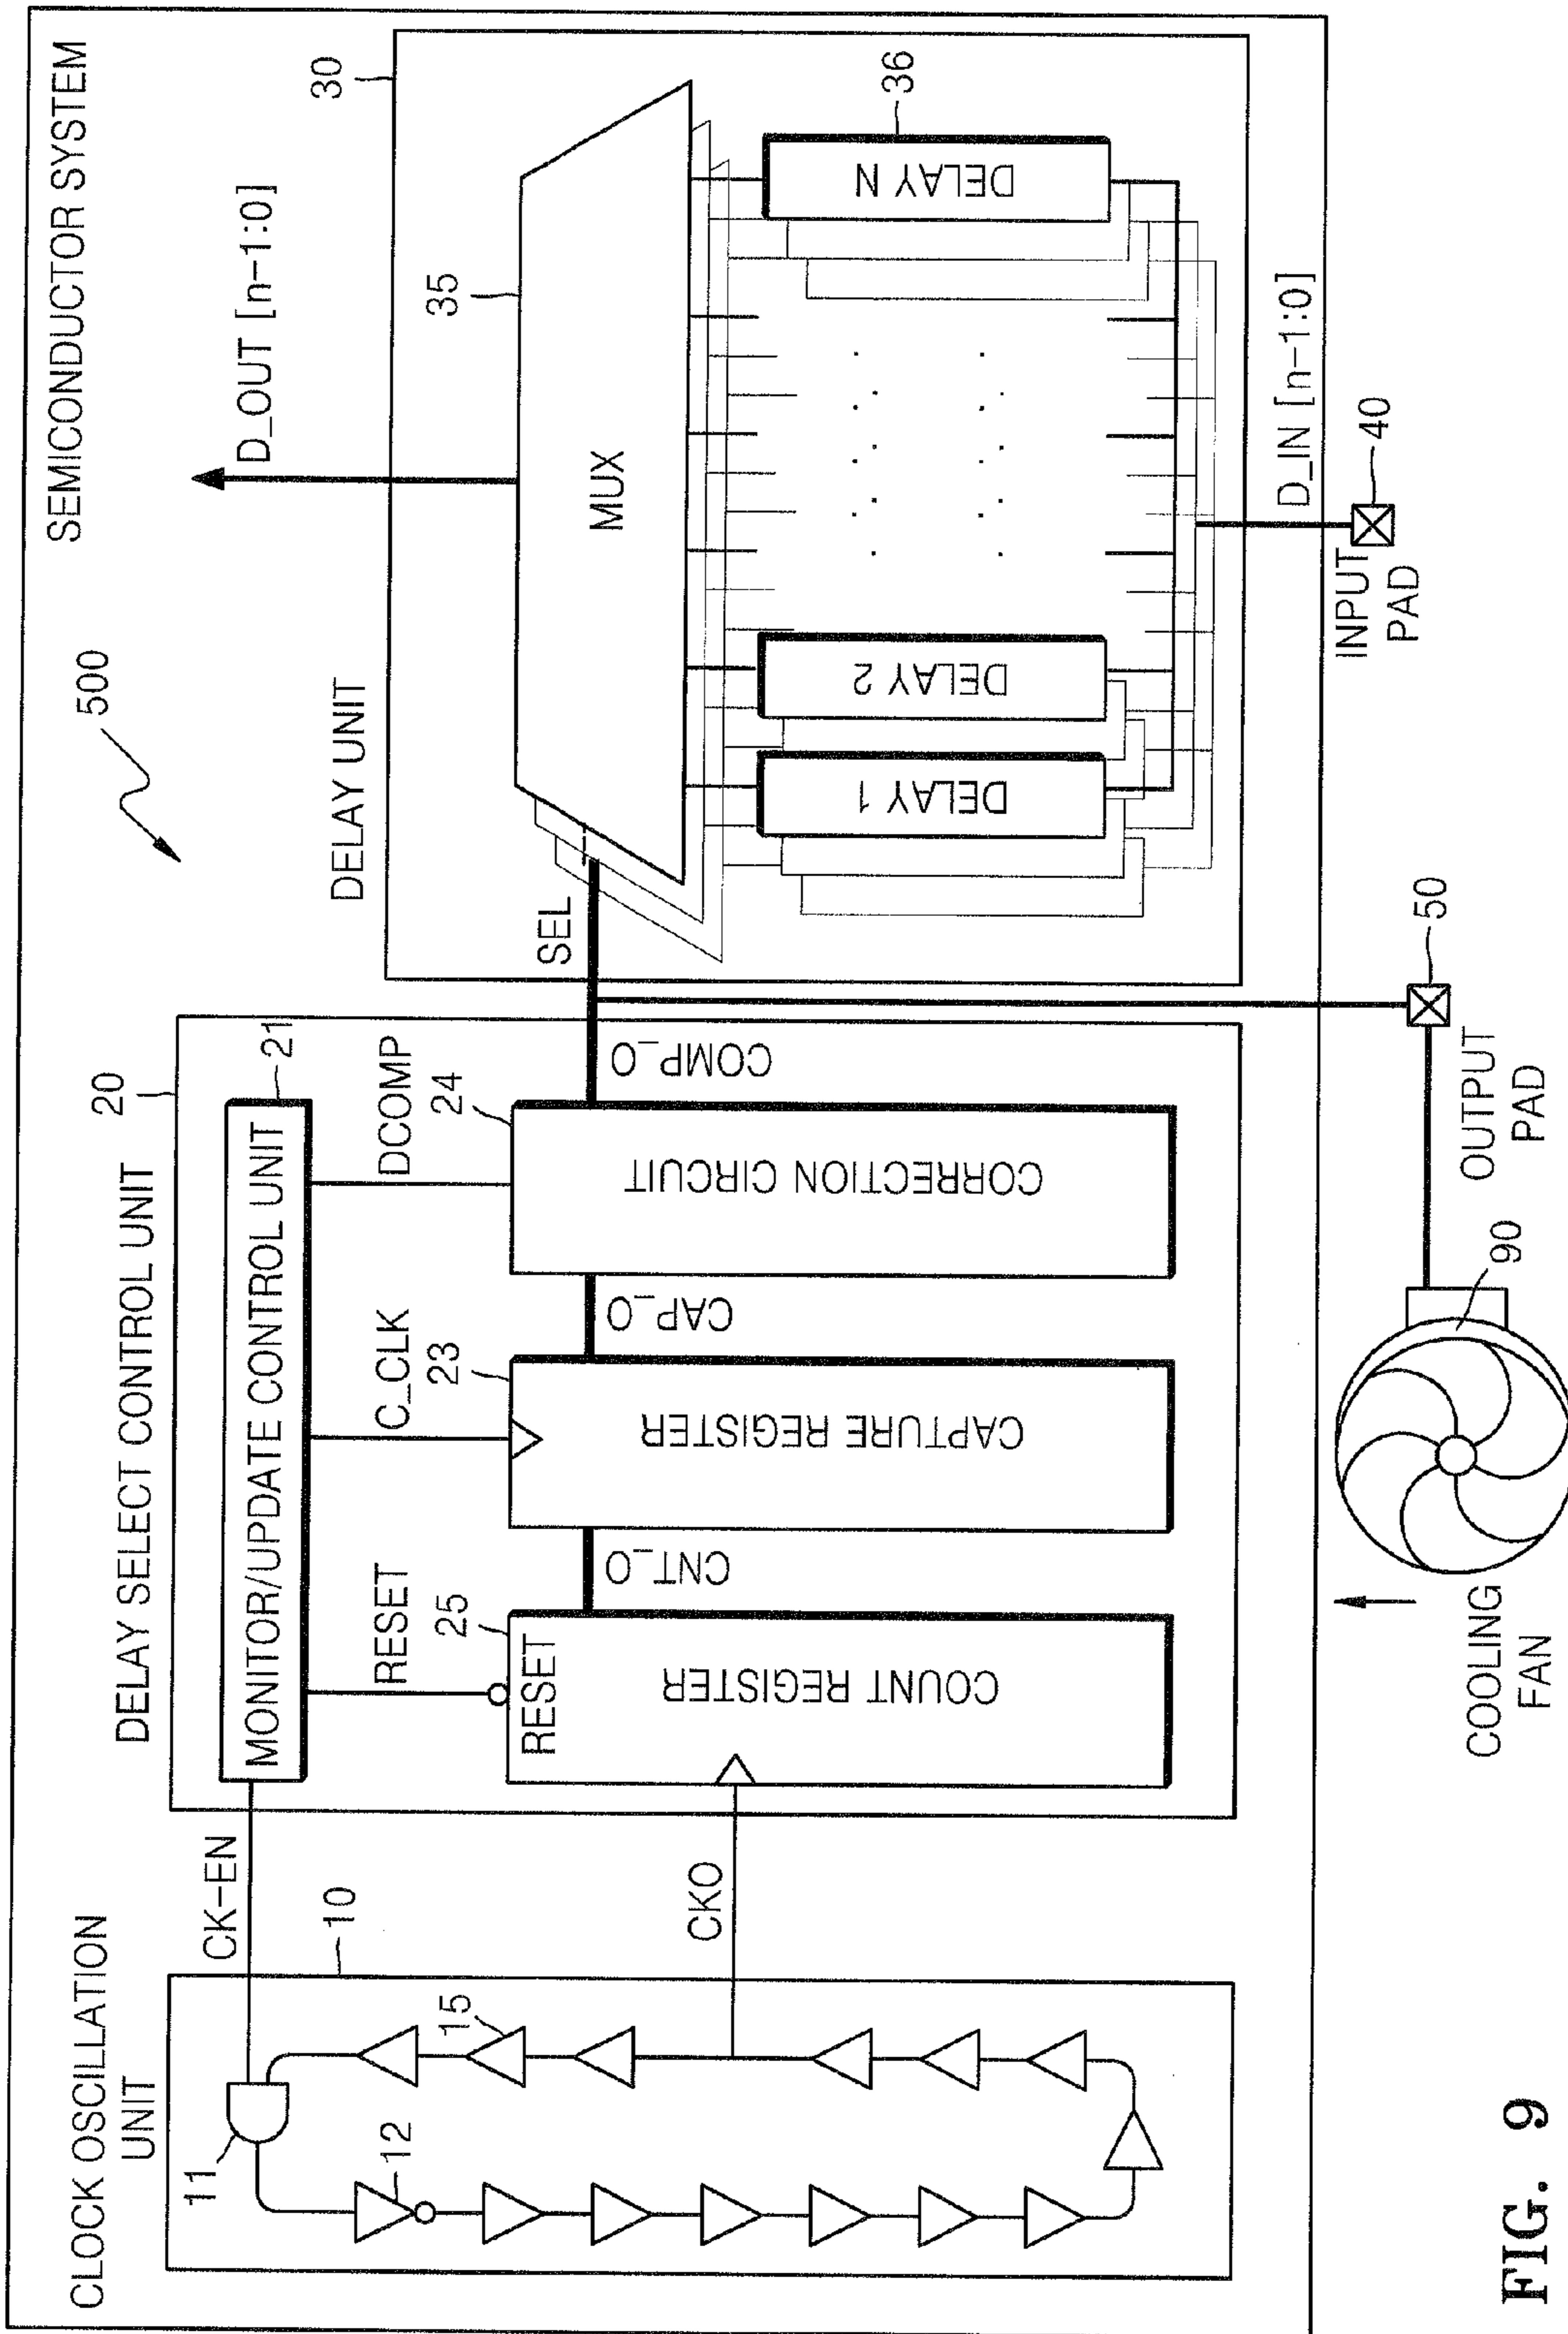 SEMICONDUCTOR SYSTEM
500
CLOCK OSCILLATION
UNIT
10
11
12
15
CK-EN
CKO
DELAY SELECT CONTROL UNIT
20
MONITOR/UPDATE CONTROL UNIT
21
RESET
25
RESET
COUNT REGISTER
CNT_O
C_CLK
23
CAPTURE REGISTER
CAP_O
DCOMP
24
CORRECTION CIRCUIT
COMP_O
SEL
DELAY UNIT
30
D_OUT [n-1:0]
35
MUX
DELAY 1
DELAY 2
DELAY N
36
D_IN [n-1:0]
INPUT
PAD
40
50
OUTPUT
PAD
90
COOLING
FAN
FIG. 9